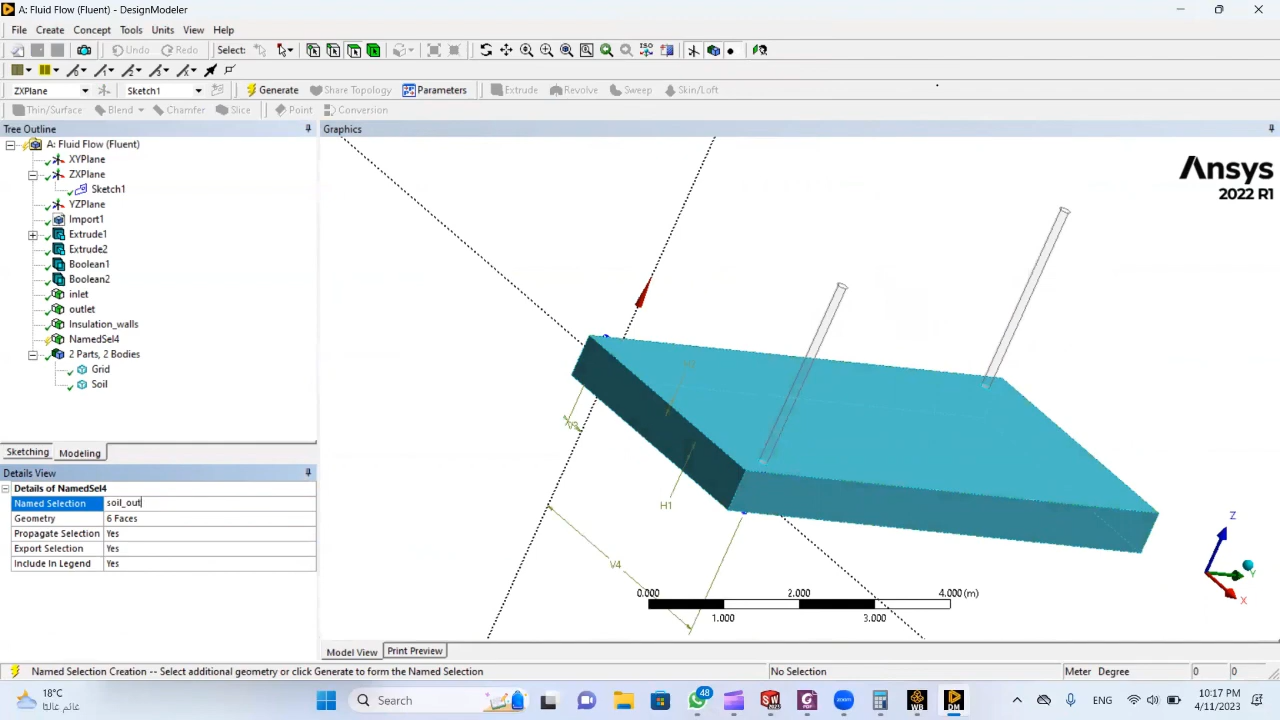 A: Fluid Flow (Fluent) - DesignModeler
File Create Concept Tools Units View Help
Undo Redo Select:
ZXPlane Sketch1 Generate Share Topology Parameters Extrude Revolve Sweep Skin/Loft
Thin/Surface Blend Chamfer Slice Point Conversion
Tree Outline
A: Fluid Flow (Fluent)
XYPlane
ZXPlane
Sketch1
YZPlane
Import1
Extrude1
Extrude2
Boolean1
Boolean2
inlet
outlet
Insulation_walls
NamedSel4
2 Parts, 2 Bodies
Grid
Soil
Sketching Modeling
Details View
Details of NamedSel4
Named Selection soil_out
Geometry 6 Faces
Propagate Selection Yes
Export Selection Yes
Include In Legend Yes
Graphics
Ansys
2022 R1
H1
V4
0.000 2.000 4.000 (m)
1.000 3.000
Z
Y
X
Model View Print Preview
Named Selection Creation -- Select additional geometry or click Generate to form the Named Selection No Selection Meter Degree 0 0
18°C
غائم غالبا
Search
48
WB
DM
ENG
10:17 PM
4/11/2023